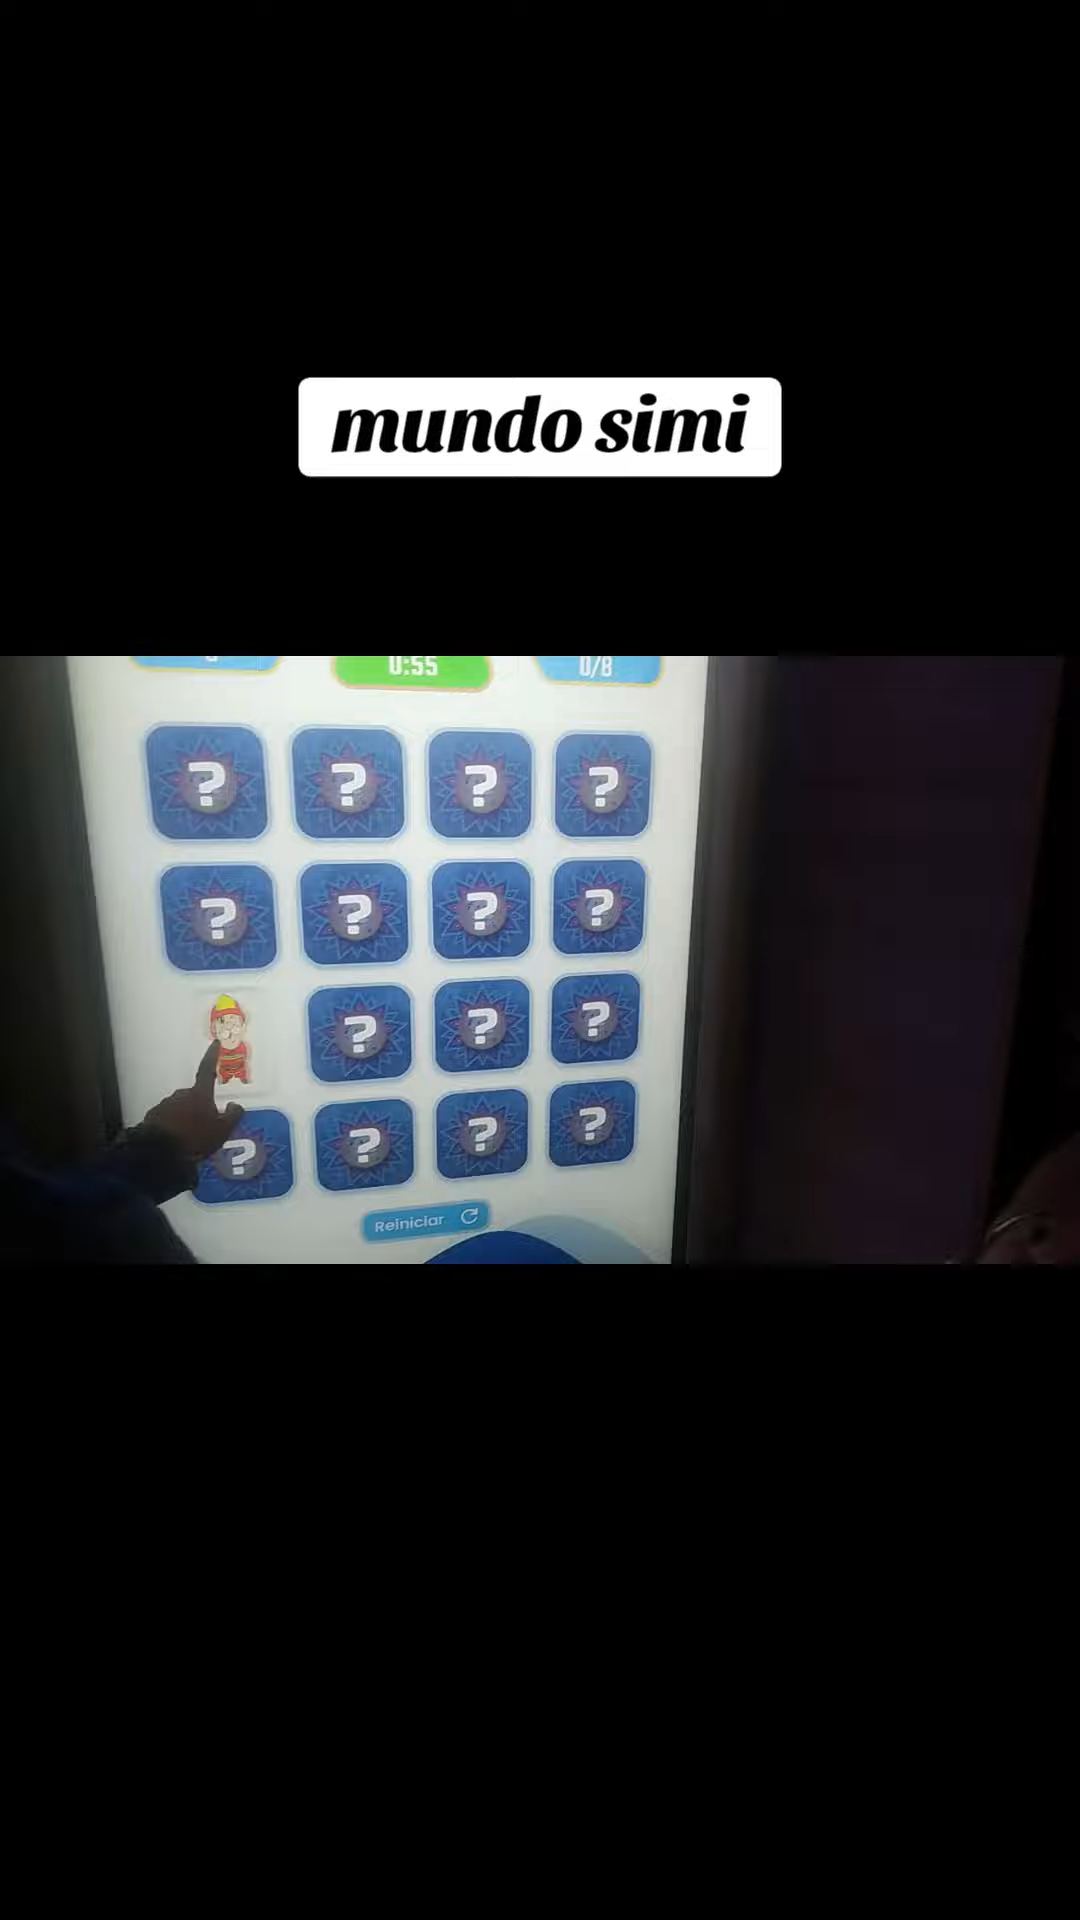 mundo simi
0:55
0/8
? ? ? ?
? ? ? ?
? ? ?
? ? ? ?
Reiniciar